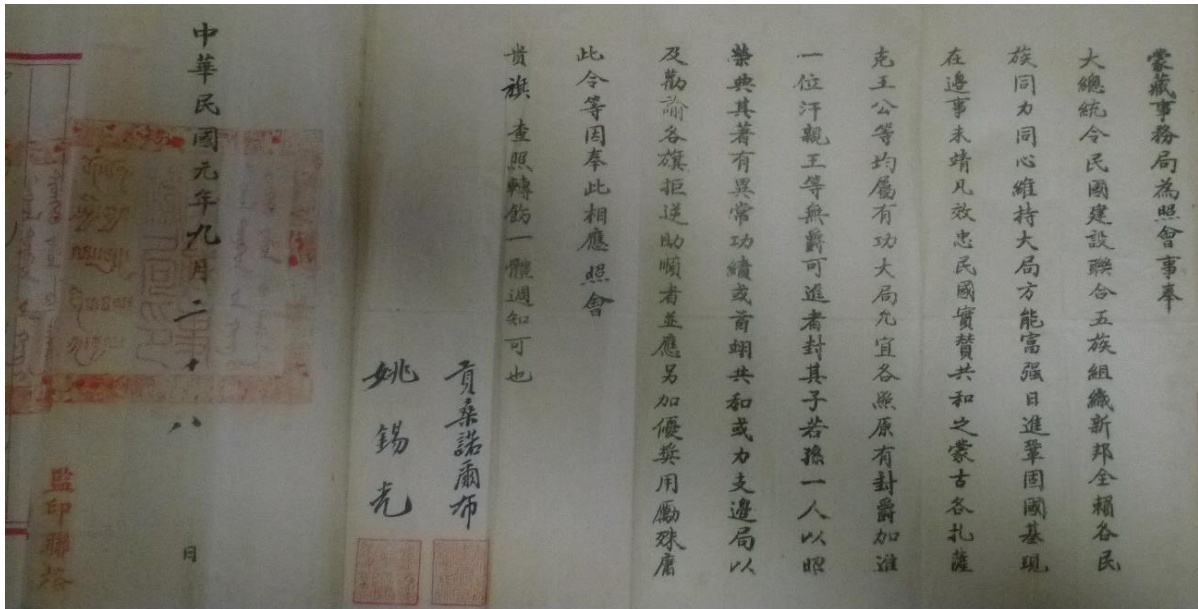 蒙藏事務局為照會事奉
大總統令民國建設聯合五族組織新邦全賴各民
族同力同心維持大局方能富强日進鞏固國基現
在邊事未靖凡效忠民國實贊共和之蒙古各扎薩
克王公等均屬有功大局允宜各照原有封爵加進
一位汗親王等無爵可進者封其子若孫一人以昭
榮典其著有異常功績或首翊共和或力支邊局以
及勸諭各旗拒逆助順者並應另加優奬用勵殊庸
此令等因奉此相應照會
貴旗查照轉飭一體週知可也
貢桑諾爾布
姚錫光
中華民國元年九月二十八日
監印聯